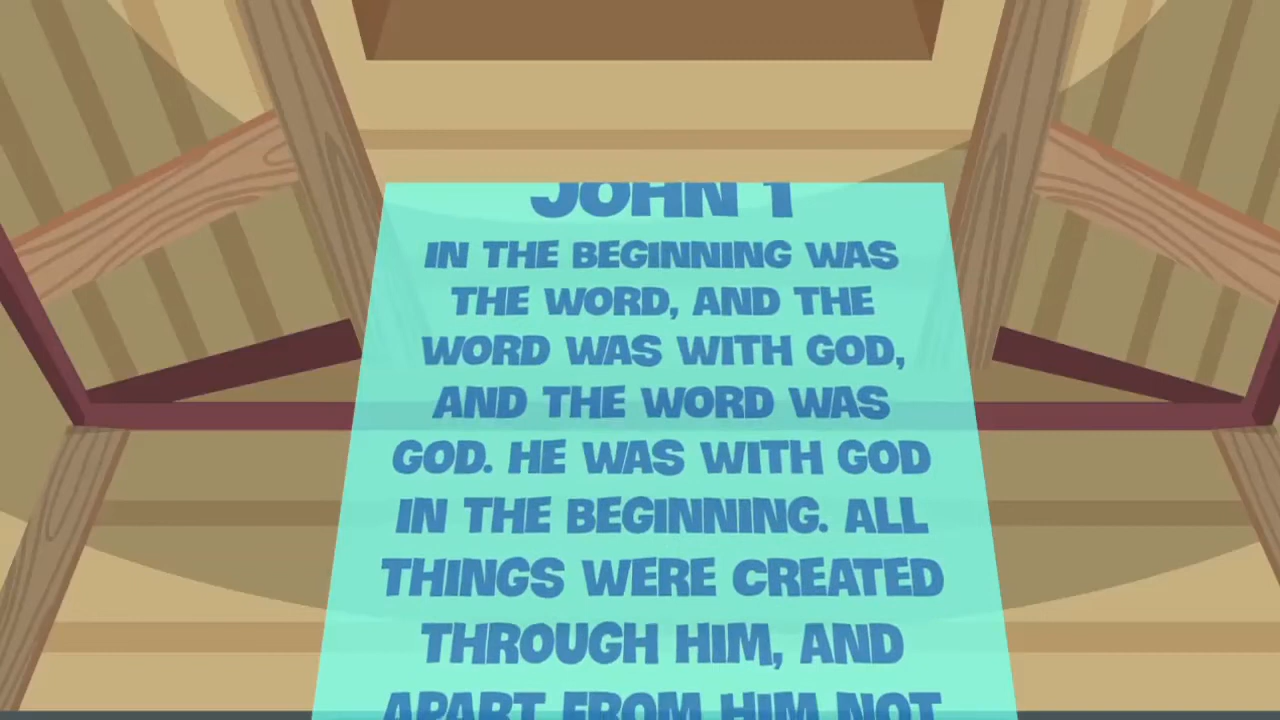 JOHN 1
IN THE BEGINNING WAS
THE WORD, AND THE
WORD WAS WITH GOD,
AND THE WORD WAS
GOD. HE WAS WITH GOD
IN THE BEGINNING. ALL
THINGS WERE CREATED
THROUGH HIM, AND
APART FROM HIM NOT